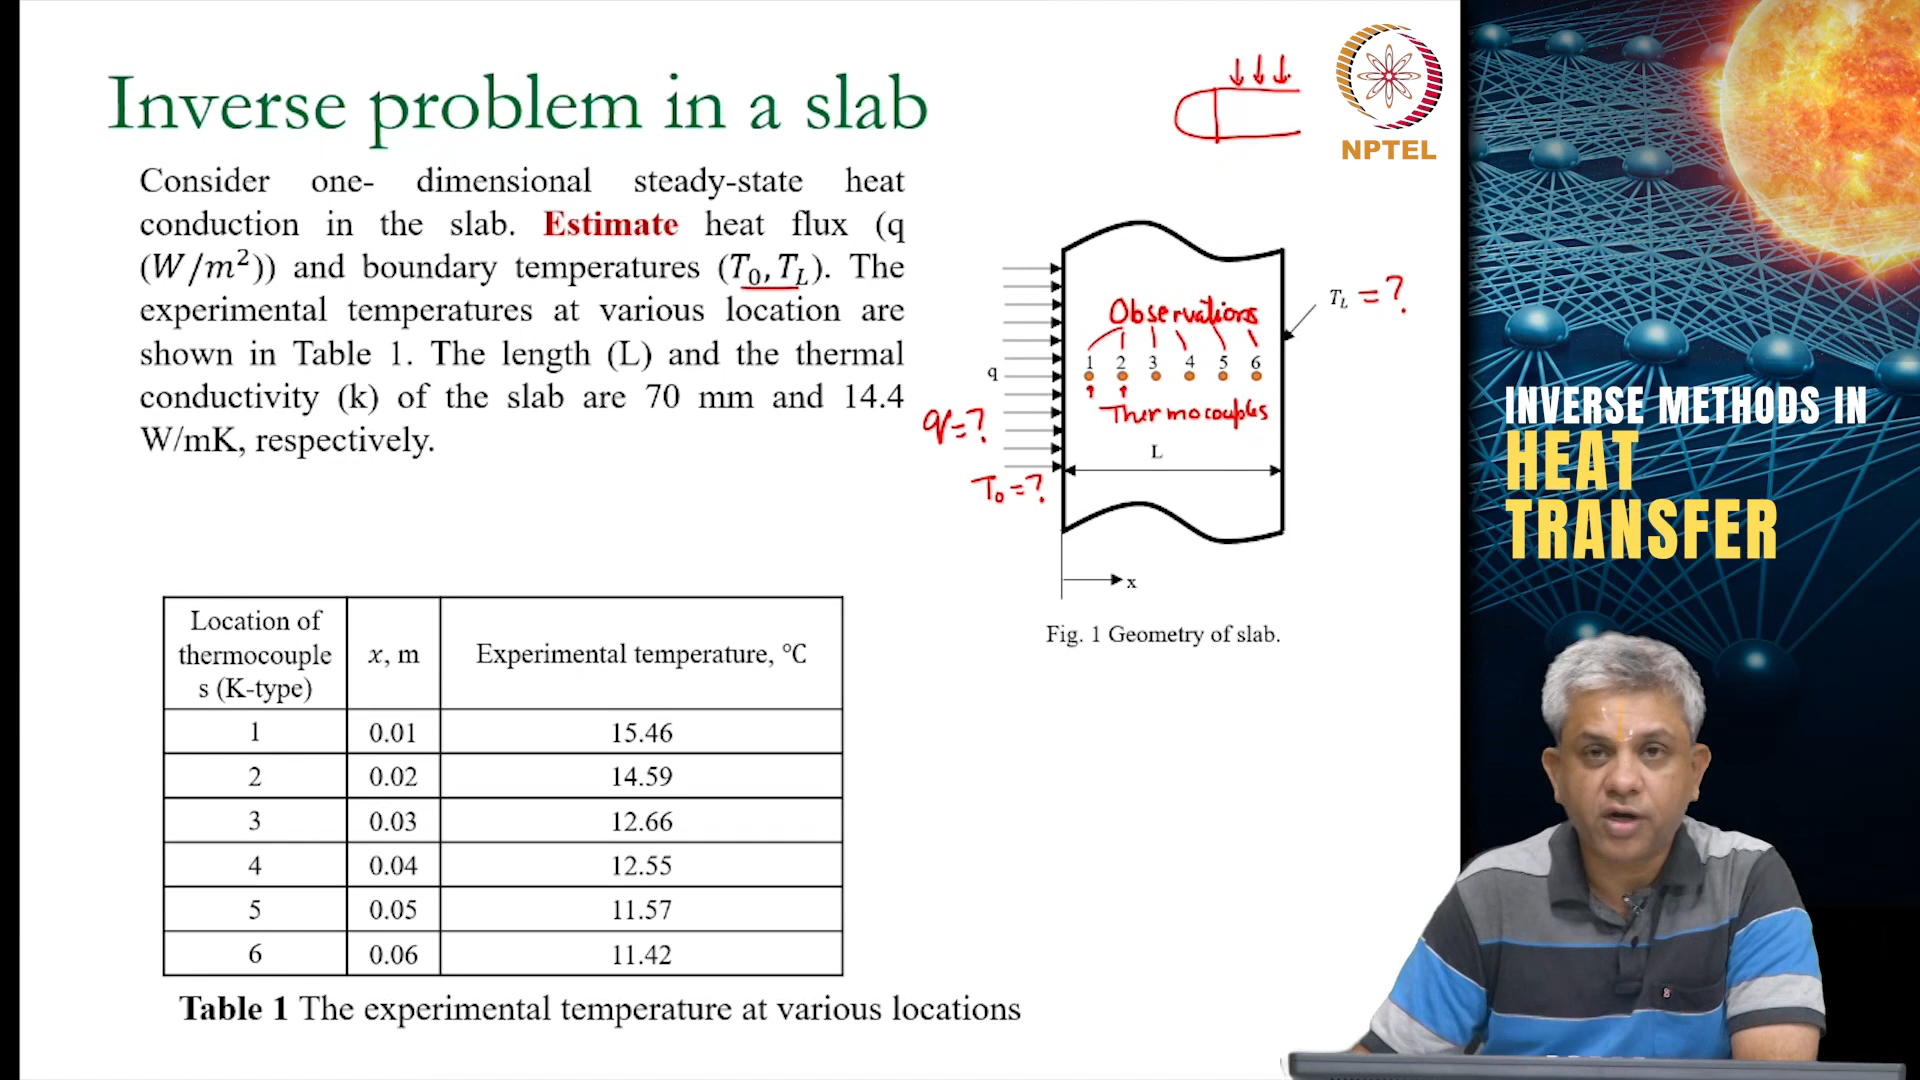 Inverse problem in a slab
NPTEL
Consider one- dimensional steady-state heat
conduction in the slab. Estimate heat flux (q
(W/m²)) and boundary temperatures (T₀, T_L). The
experimental temperatures at various location are
shown in Table 1. The length (L) and the thermal
conductivity (k) of the slab are 70 mm and 14.4
W/mK, respectively.
T_L = ?
Observations
1 2 3 4 5 6
q
Thermocouples
q=?
L
T₀=?
x
Fig. 1 Geometry of slab.
Location of
thermocouple
s (K-type)
x, m
Experimental temperature, °C
1 0.01 15.46
2 0.02 14.59
3 0.03 12.66
4 0.04 12.55
5 0.05 11.57
6 0.06 11.42
Table 1 The experimental temperature at various locations
INVERSE METHODS IN
HEAT
TRANSFER